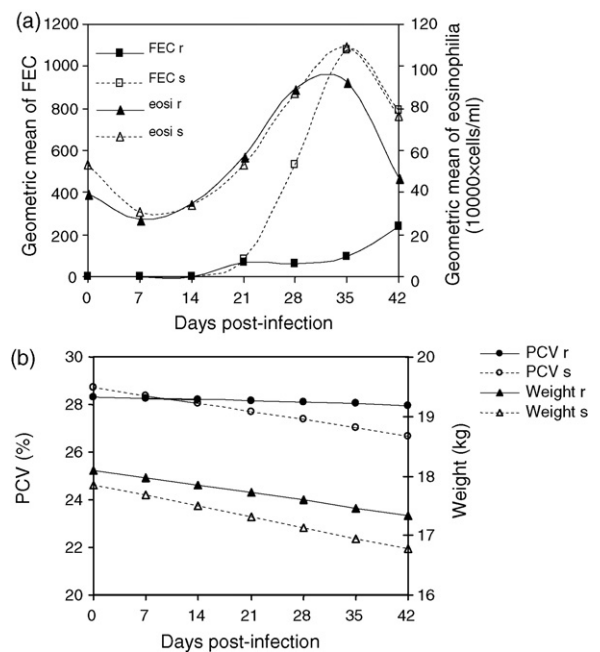 (a)
1200
1000
800
600
400
200
0
Geometric mean of FEC
FEC r
FEC s
eosi r
eosi s
120
100
80
60
40
20
0
Geometric mean of eosinophilia
(10000×cells/ml)
0 7 14 21 28 35 42
Days post-infection
(b)
30
28
26
24
22
20
PCV (%)
20
19
18
17
16
Weight (kg)
PCV r
PCV s
Weight r
Weight s
0 7 14 21 28 35 42
Days post-infection